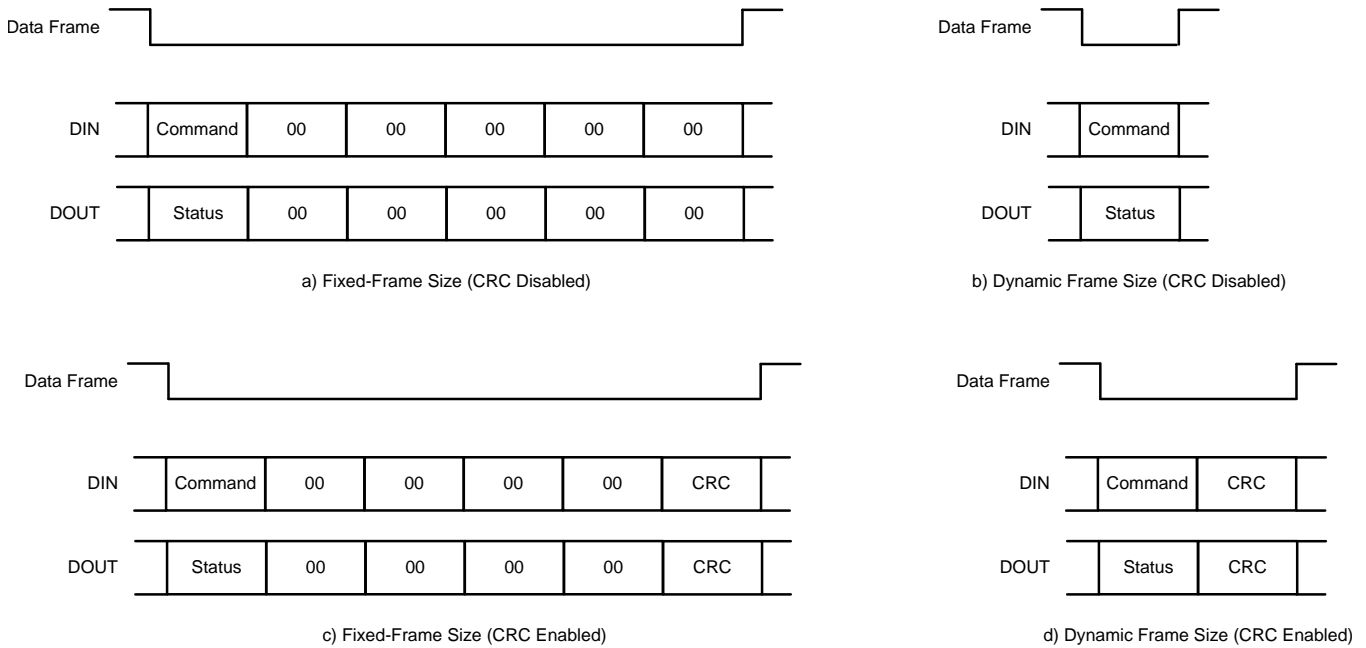 Data Frame
DIN Command 00 00 00 00 00
DOUT Status 00 00 00 00 00
a) Fixed-Frame Size (CRC Disabled)
Data Frame
DIN Command
DOUT Status
b) Dynamic Frame Size (CRC Disabled)
Data Frame
DIN Command 00 00 00 00 CRC
DOUT Status 00 00 00 00 CRC
c) Fixed-Frame Size (CRC Enabled)
Data Frame
DIN Command CRC
DOUT Status CRC
d) Dynamic Frame Size (CRC Enabled)